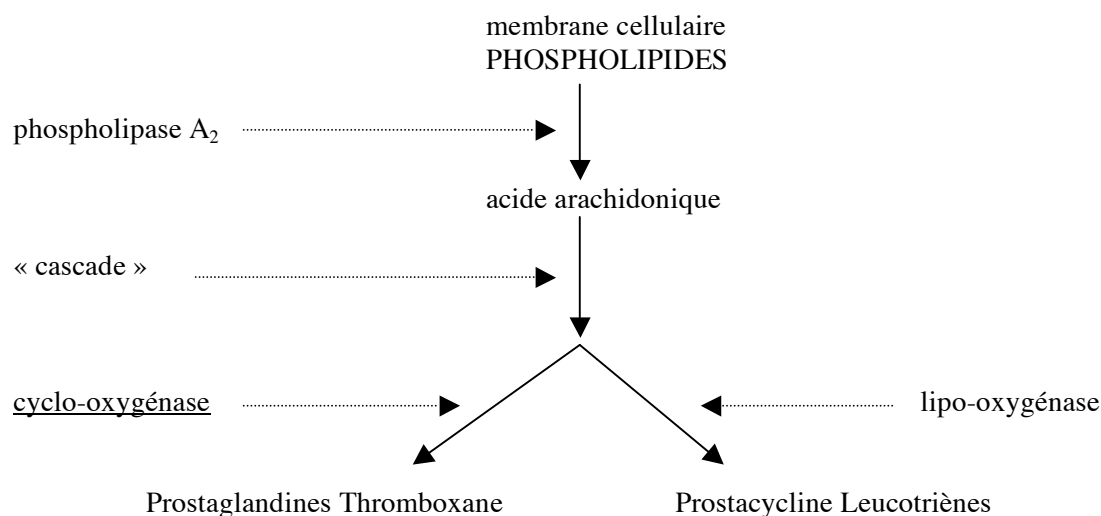 membrane cellulaire
PHOSPHOLIPIDES
phospholipase A₂
acide arachidonique
« cascade »
cyclo-oxygénase
lipo-oxygénase
Prostaglandines Thromboxane
Prostacycline Leucotriènes